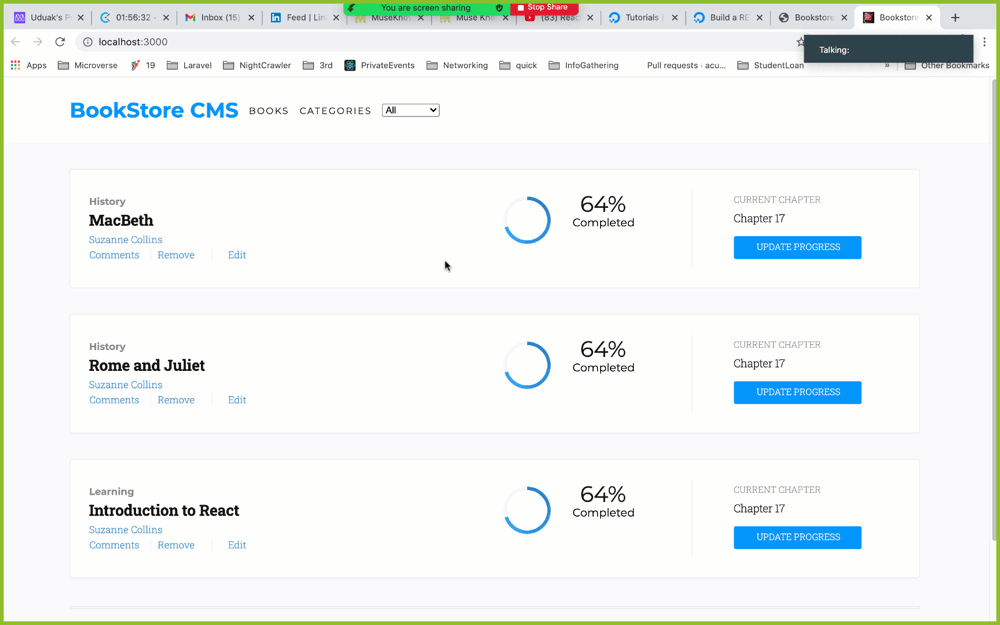 You are screen sharing Stop Share
Uduak's P 01:56:32 Inbox (15) Feed | Lin MuseKno Muse Kno (83) Reac Tutorials Build a RE Bookstore Bookstore
localhost:3000
Talking:
Apps Microverse 19 Laravel NightCrawler 3rd PrivateEvents Networking quick InfoGathering Pull requests · acu... StudentLoan » Other Bookmarks
BookStore CMS BOOKS CATEGORIES All
History
MacBeth
Suzanne Collins
Comments Remove Edit
64%
Completed
CURRENT CHAPTER
Chapter 17
UPDATE PROGRESS
History
Rome and Juliet
Suzanne Collins
Comments Remove Edit
64%
Completed
CURRENT CHAPTER
Chapter 17
UPDATE PROGRESS
Learning
Introduction to React
Suzanne Collins
Comments Remove Edit
64%
Completed
CURRENT CHAPTER
Chapter 17
UPDATE PROGRESS